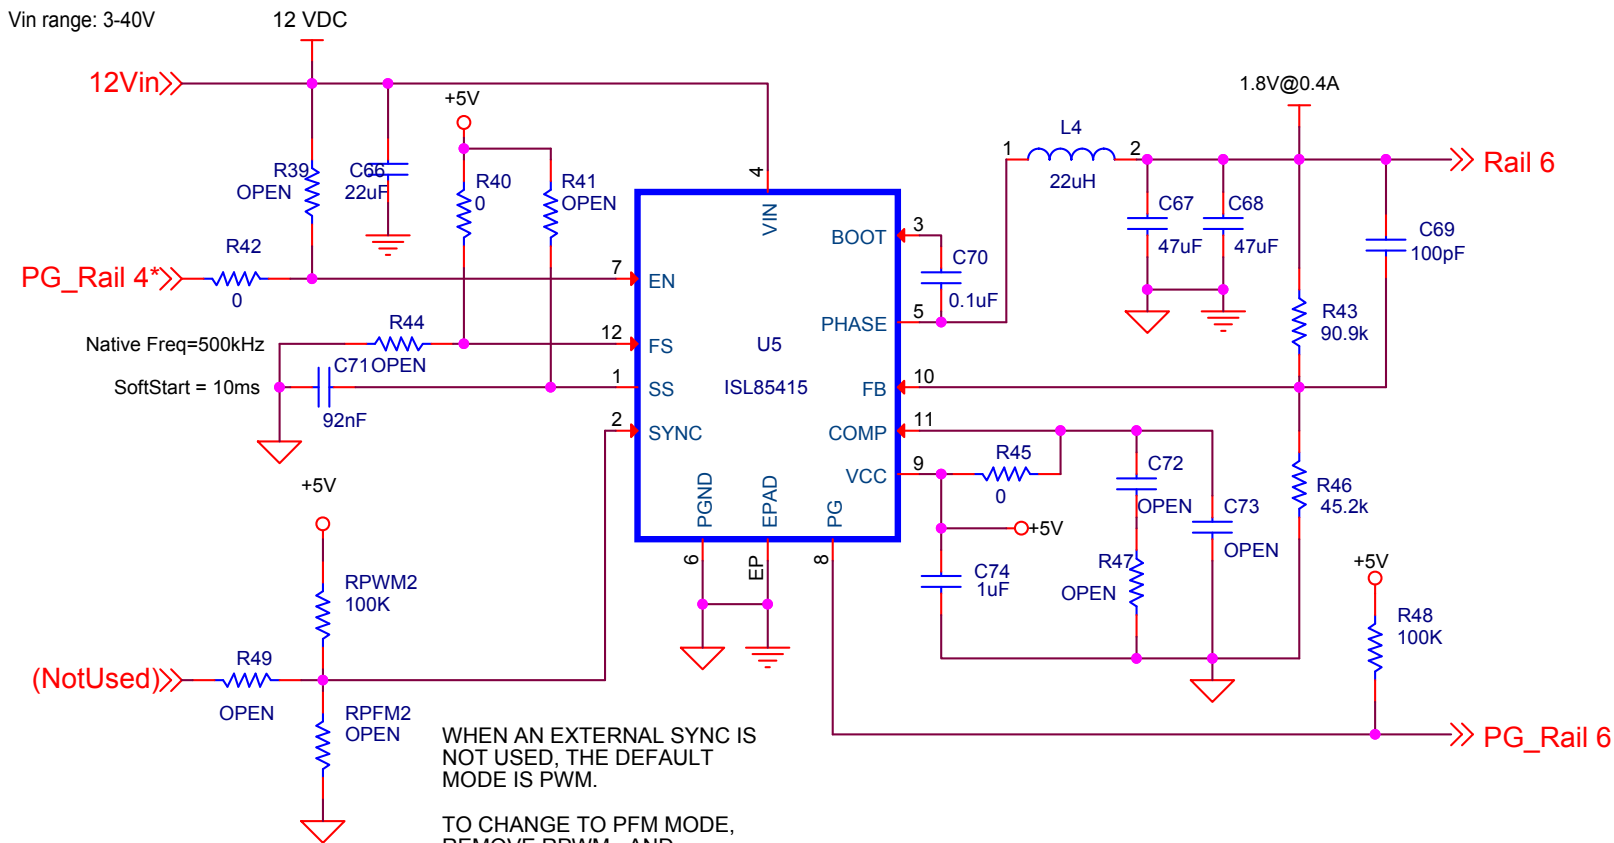 Vin range: 3-40V
12 VDC
12Vin
+5V
1.8V@0.4A
L4
1
2
22uH
Rail 6
R39
OPEN
C66
22uF
R40
0
R41
OPEN
4
VIN
BOOT
3
C70
0.1uF
C67
47uF
C68
47uF
C69
100pF
R42
0
PG_Rail 4*
7
EN
PHASE
5
R43
90.9k
Native Freq=500kHz
R44
OPEN
12
FS
U5
SoftStart = 10ms
C71
92nF
1
SS
ISL85415
FB
10
2
SYNC
COMP
11
VCC
9
R45
0
C72
OPEN
C73
OPEN
R46
45.2k
PGND
EPAD
PG
6
EP
8
+5V
C74
1uF
R47
OPEN
+5V
RPWM2
100K
+5V
R48
100K
(NotUsed)
R49
OPEN
RPFM2
OPEN
PG_Rail 6
WHEN AN EXTERNAL SYNC IS
NOT USED, THE DEFAULT
MODE IS PWM.
TO CHANGE TO PFM MODE,
REMOVE RPWM_ AND